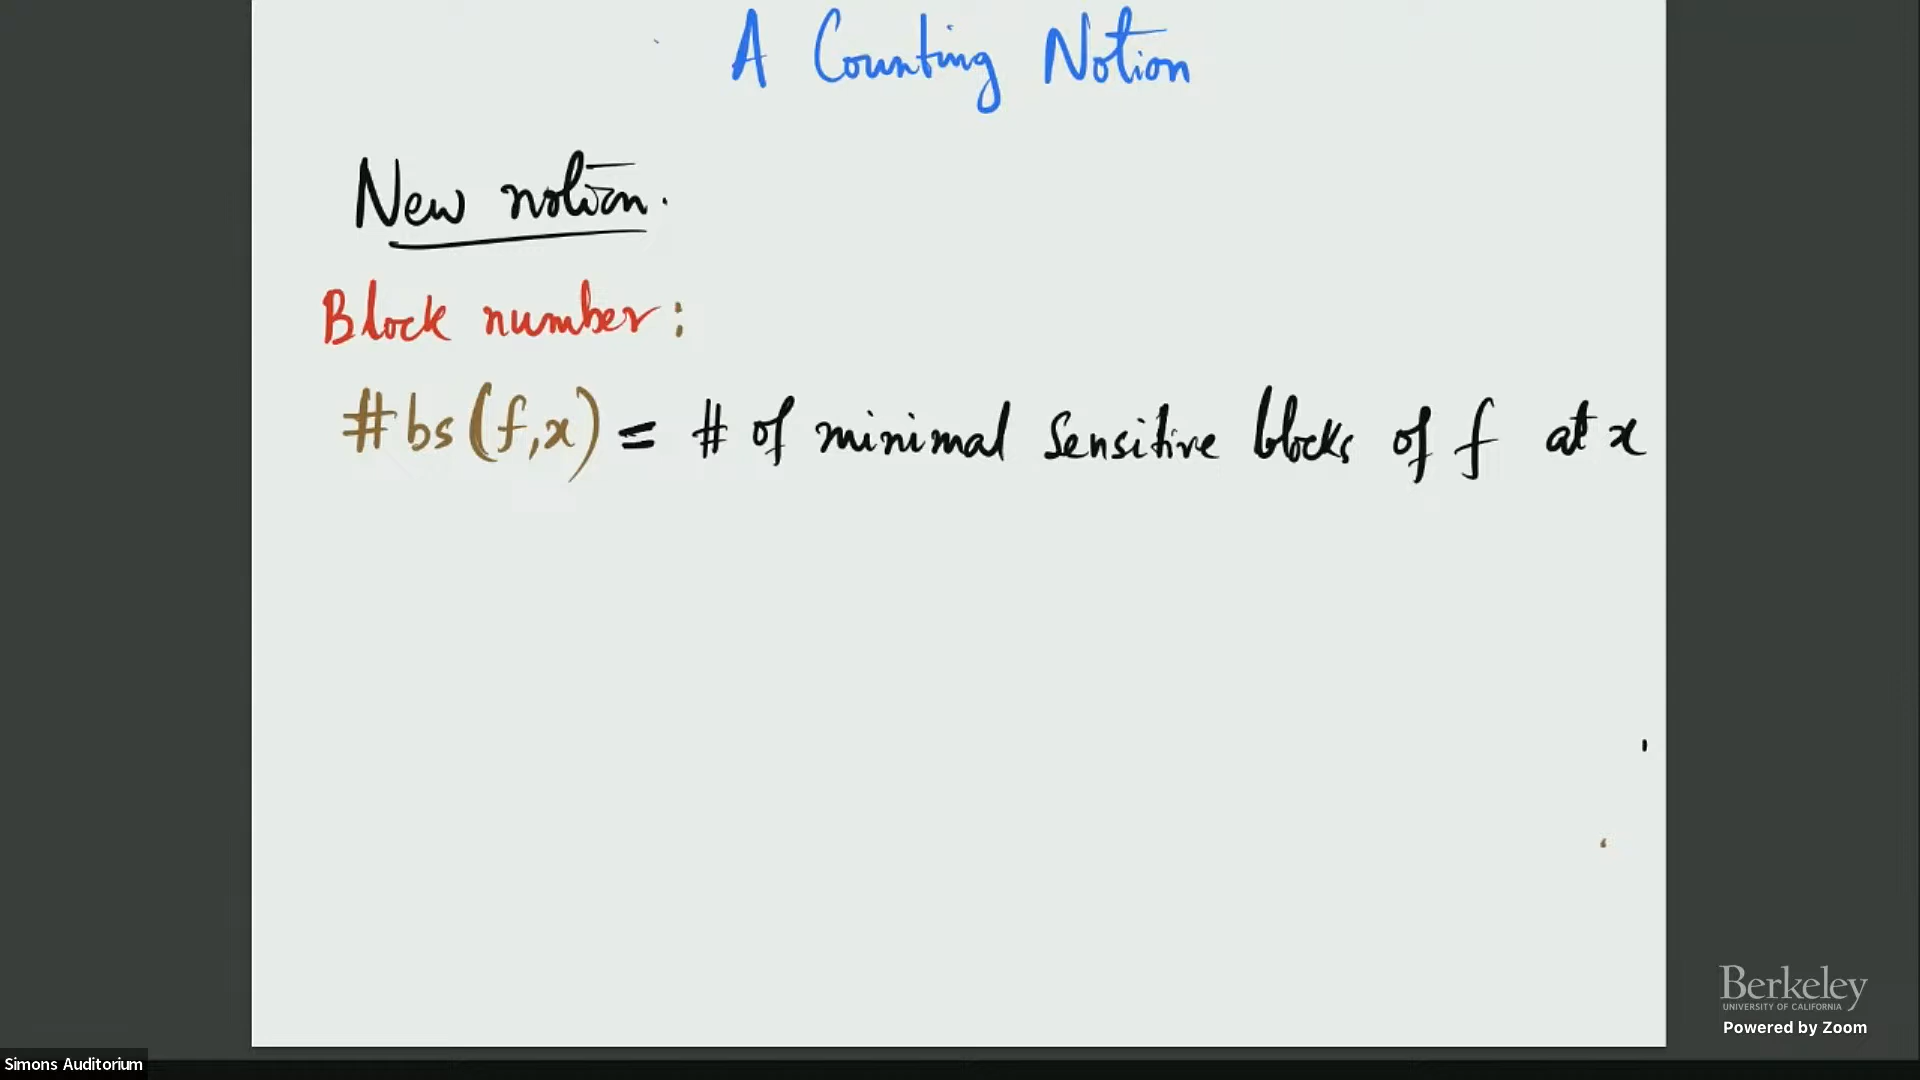 A Counting Notion
New notion.
Block number:
#bs(f,x) = # of minimal sensitive blocks of f at x
Berkeley
UNIVERSITY OF CALIFORNIA
Powered by Zoom
Simons Auditorium